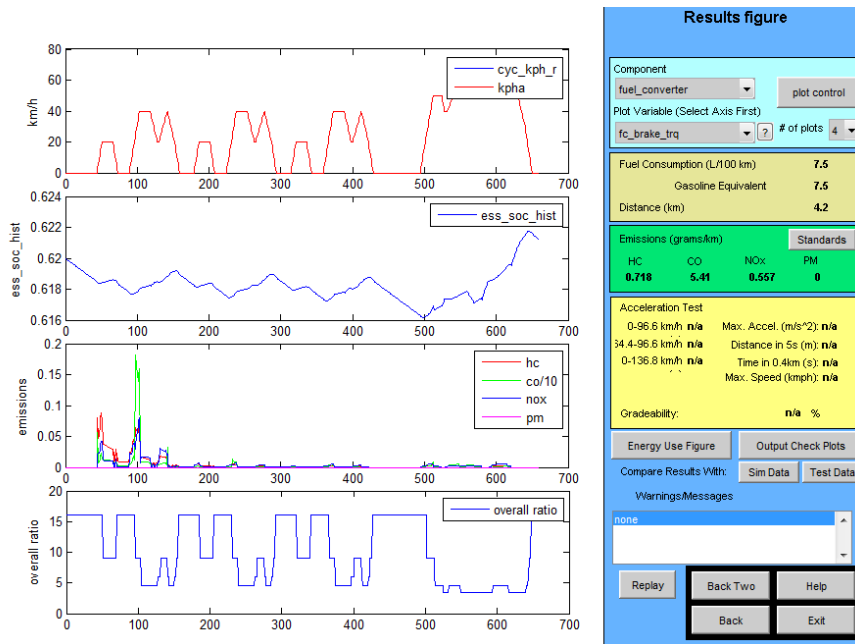 Results figure
80
60
40
20
0
km/h
cyc_kph_r
kpha
0 100 200 300 400 500 600 700
0.624
0.622
0.62
0.618
0.616
ess_soc_hist
ess_soc_hist
0 100 200 300 400 500 600 700
0.2
0.15
0.1
0.05
0
emissions
hc
co/10
nox
pm
0 100 200 300 400 500 600 700
20
15
10
5
0
overall ratio
overall ratio
0 100 200 300 400 500 600 700
Component
fuel_converter
plot control
Plot Variable (Select Axis First)
fc_brake_trq ? # of plots 4
Fuel Consumption (L/100 km) 7.5
Gasoline Equivalent 7.5
Distance (km) 4.2
Emissions (grams/km) Standards
HC CO NOx PM
0.718 5.41 0.557 0
Acceleration Test
0-96.6 km/h n/a Max. Accel. (m/s^2): n/a
64.4-96.6 km/h n/a Distance in 5s (m): n/a
0-136.8 km/h n/a Time in 0.4km (s): n/a
Max. Speed (kmph): n/a
Gradeability: n/a %
Energy Use Figure Output Check Plots
Compare Results With: Sim Data Test Data
Warnings/Messages
none
Replay Back Two Help
Back Exit